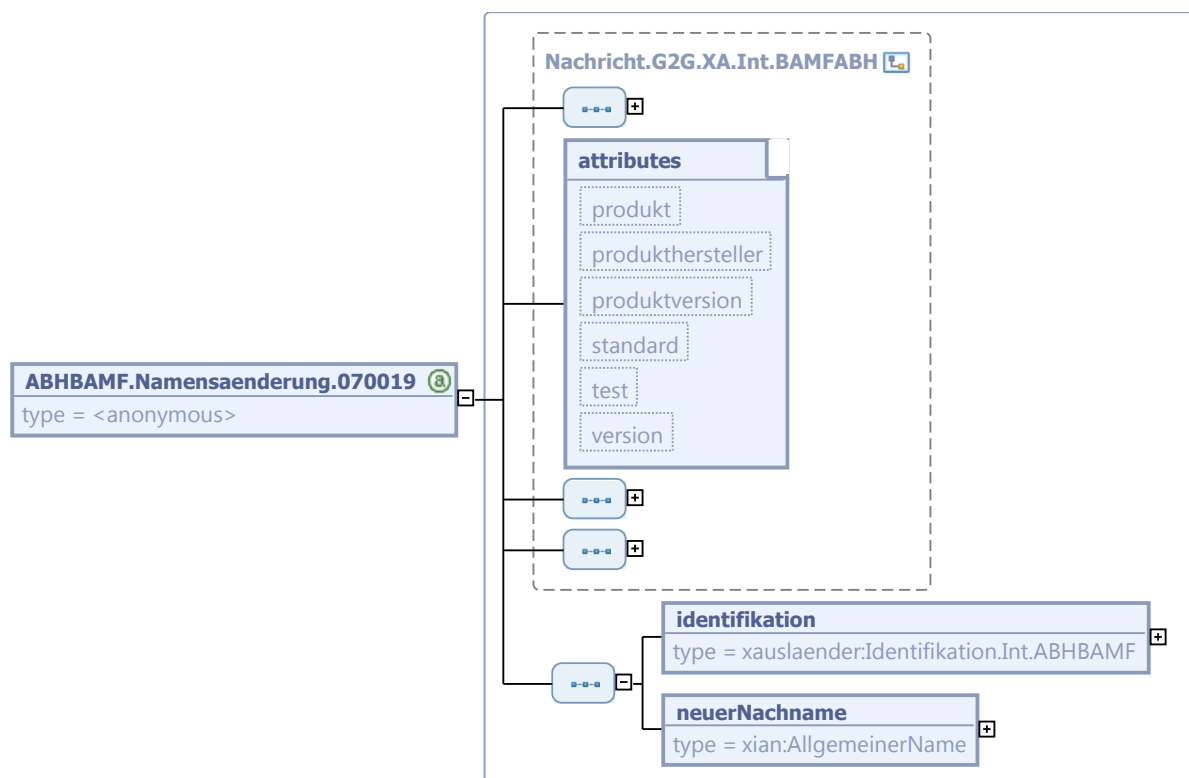 Nachricht.G2G.XA.Int.BAMFABH
attributes
produkt
produkthersteller
produktversion
standard
test
version
ABHBAMF.Namensaenderung.070019 a
type = <anonymous>
identifikation
type = xauslaender:Identifikation.Int.ABHBAMF
neuerNachname
type = xian:AllgemeinerName